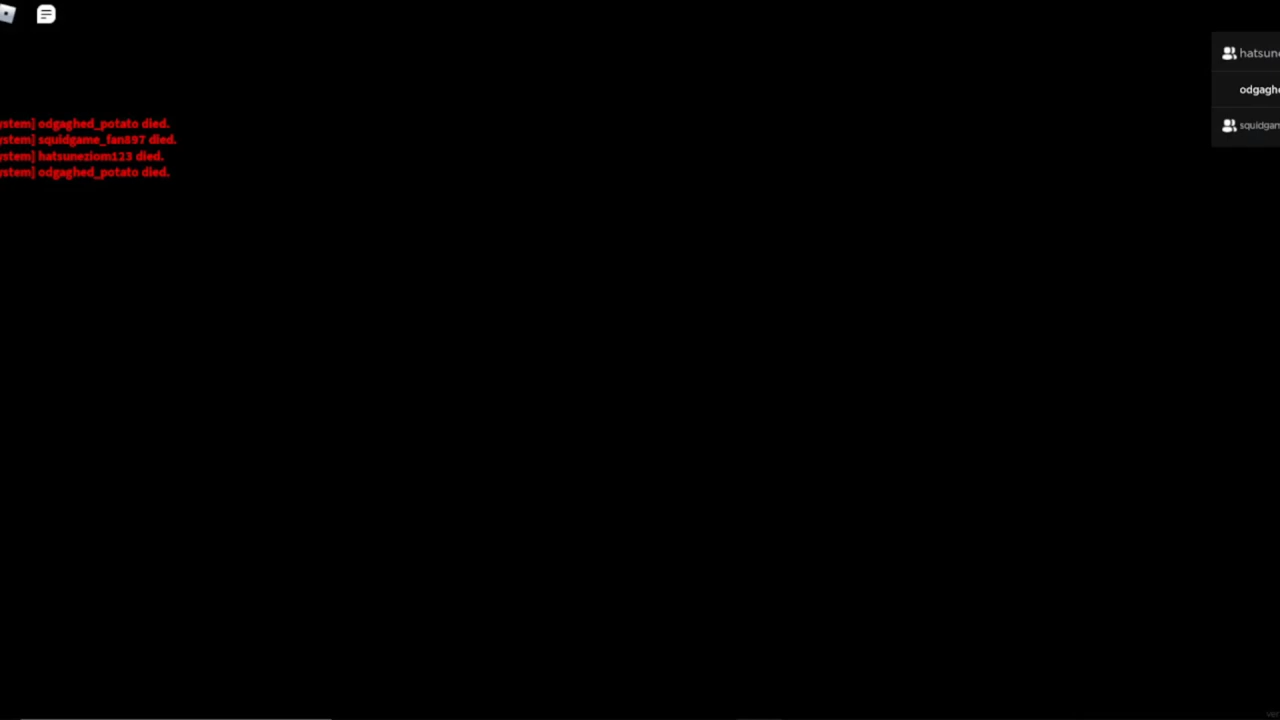 ystem] odgaghed_potato died.
ystem] squidgame_fan897 died.
ystem] hatsuneziom123 died.
ystem] odgaghed_potato died.
hatsune
odgaghe
squidgam